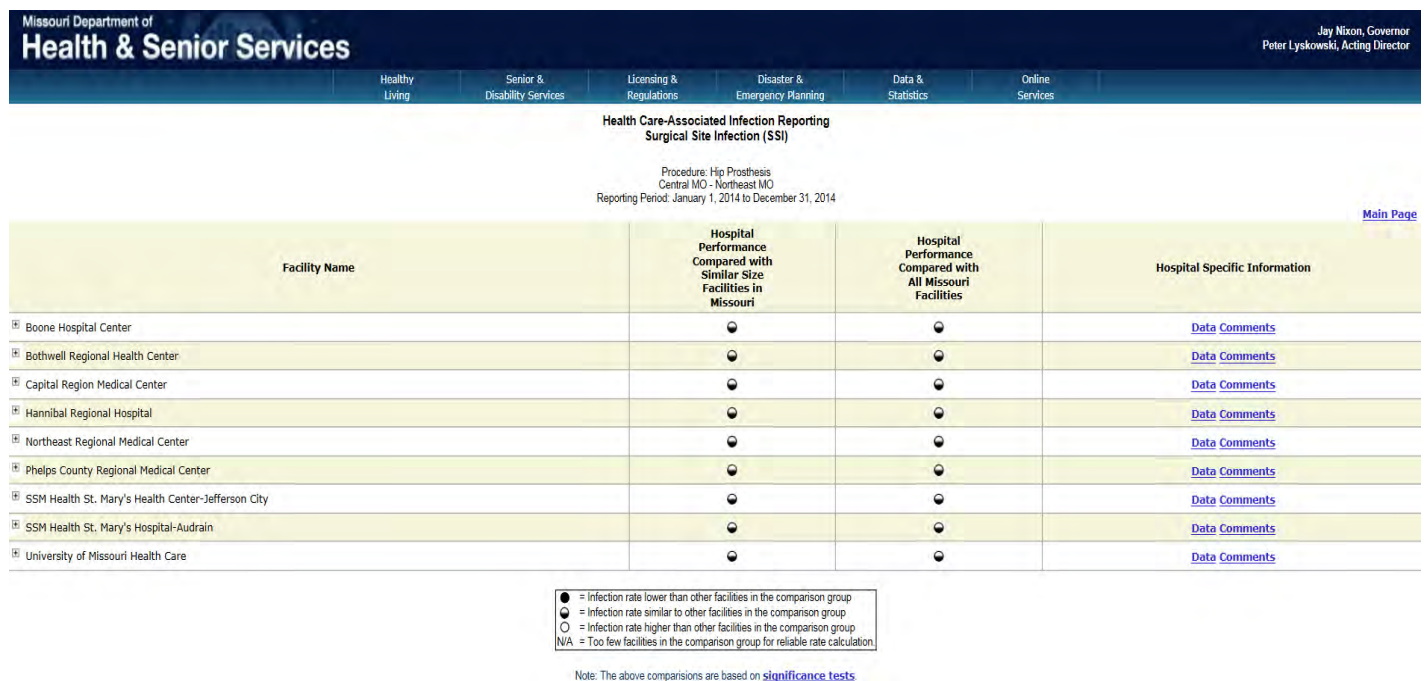 Missouri Department of
Health & Senior Services
Jay Nixon, Governor
Peter Lyskowski, Acting Director
Healthy Living
Senior & Disability Services
Licensing & Regulations
Disaster & Emergency Planning
Data & Statistics
Online Services
Health Care-Associated Infection Reporting
Surgical Site Infection (SSI)
Procedure: Hip Prosthesis
Central MO - Northeast MO
Reporting Period: January 1, 2014 to December 31, 2014
Main Page
Facility Name
Hospital
Performance
Compared with
Similar Size
Facilities in
Missouri
Hospital
Performance
Compared with
All Missouri
Facilities
Hospital Specific Information
Boone Hospital Center Data Comments
Bothwell Regional Health Center Data Comments
Capital Region Medical Center Data Comments
Hannibal Regional Hospital Data Comments
Northeast Regional Medical Center Data Comments
Phelps County Regional Medical Center Data Comments
SSM Health St. Mary's Health Center-Jefferson City Data Comments
SSM Health St. Mary's Hospital-Audrain Data Comments
University of Missouri Health Care Data Comments
= Infection rate lower than other facilities in the comparison group
= Infection rate similar to other facilities in the comparison group
= Infection rate higher than other facilities in the comparison group
N/A = Too few facilities in the comparison group for reliable rate calculation.
Note: The above comparisions are based on significance tests.